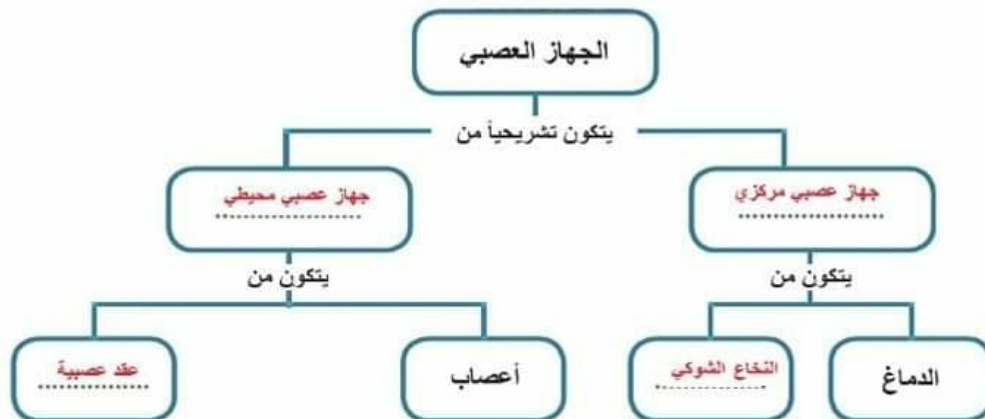 الجهاز العصبي
يتكون تشريحياً من
جهاز عصبي مركزي
جهاز عصبي محيطي
يتكون من
يتكون من
الدماغ
النخاع الشوكي
أعصاب
عقد عصبية